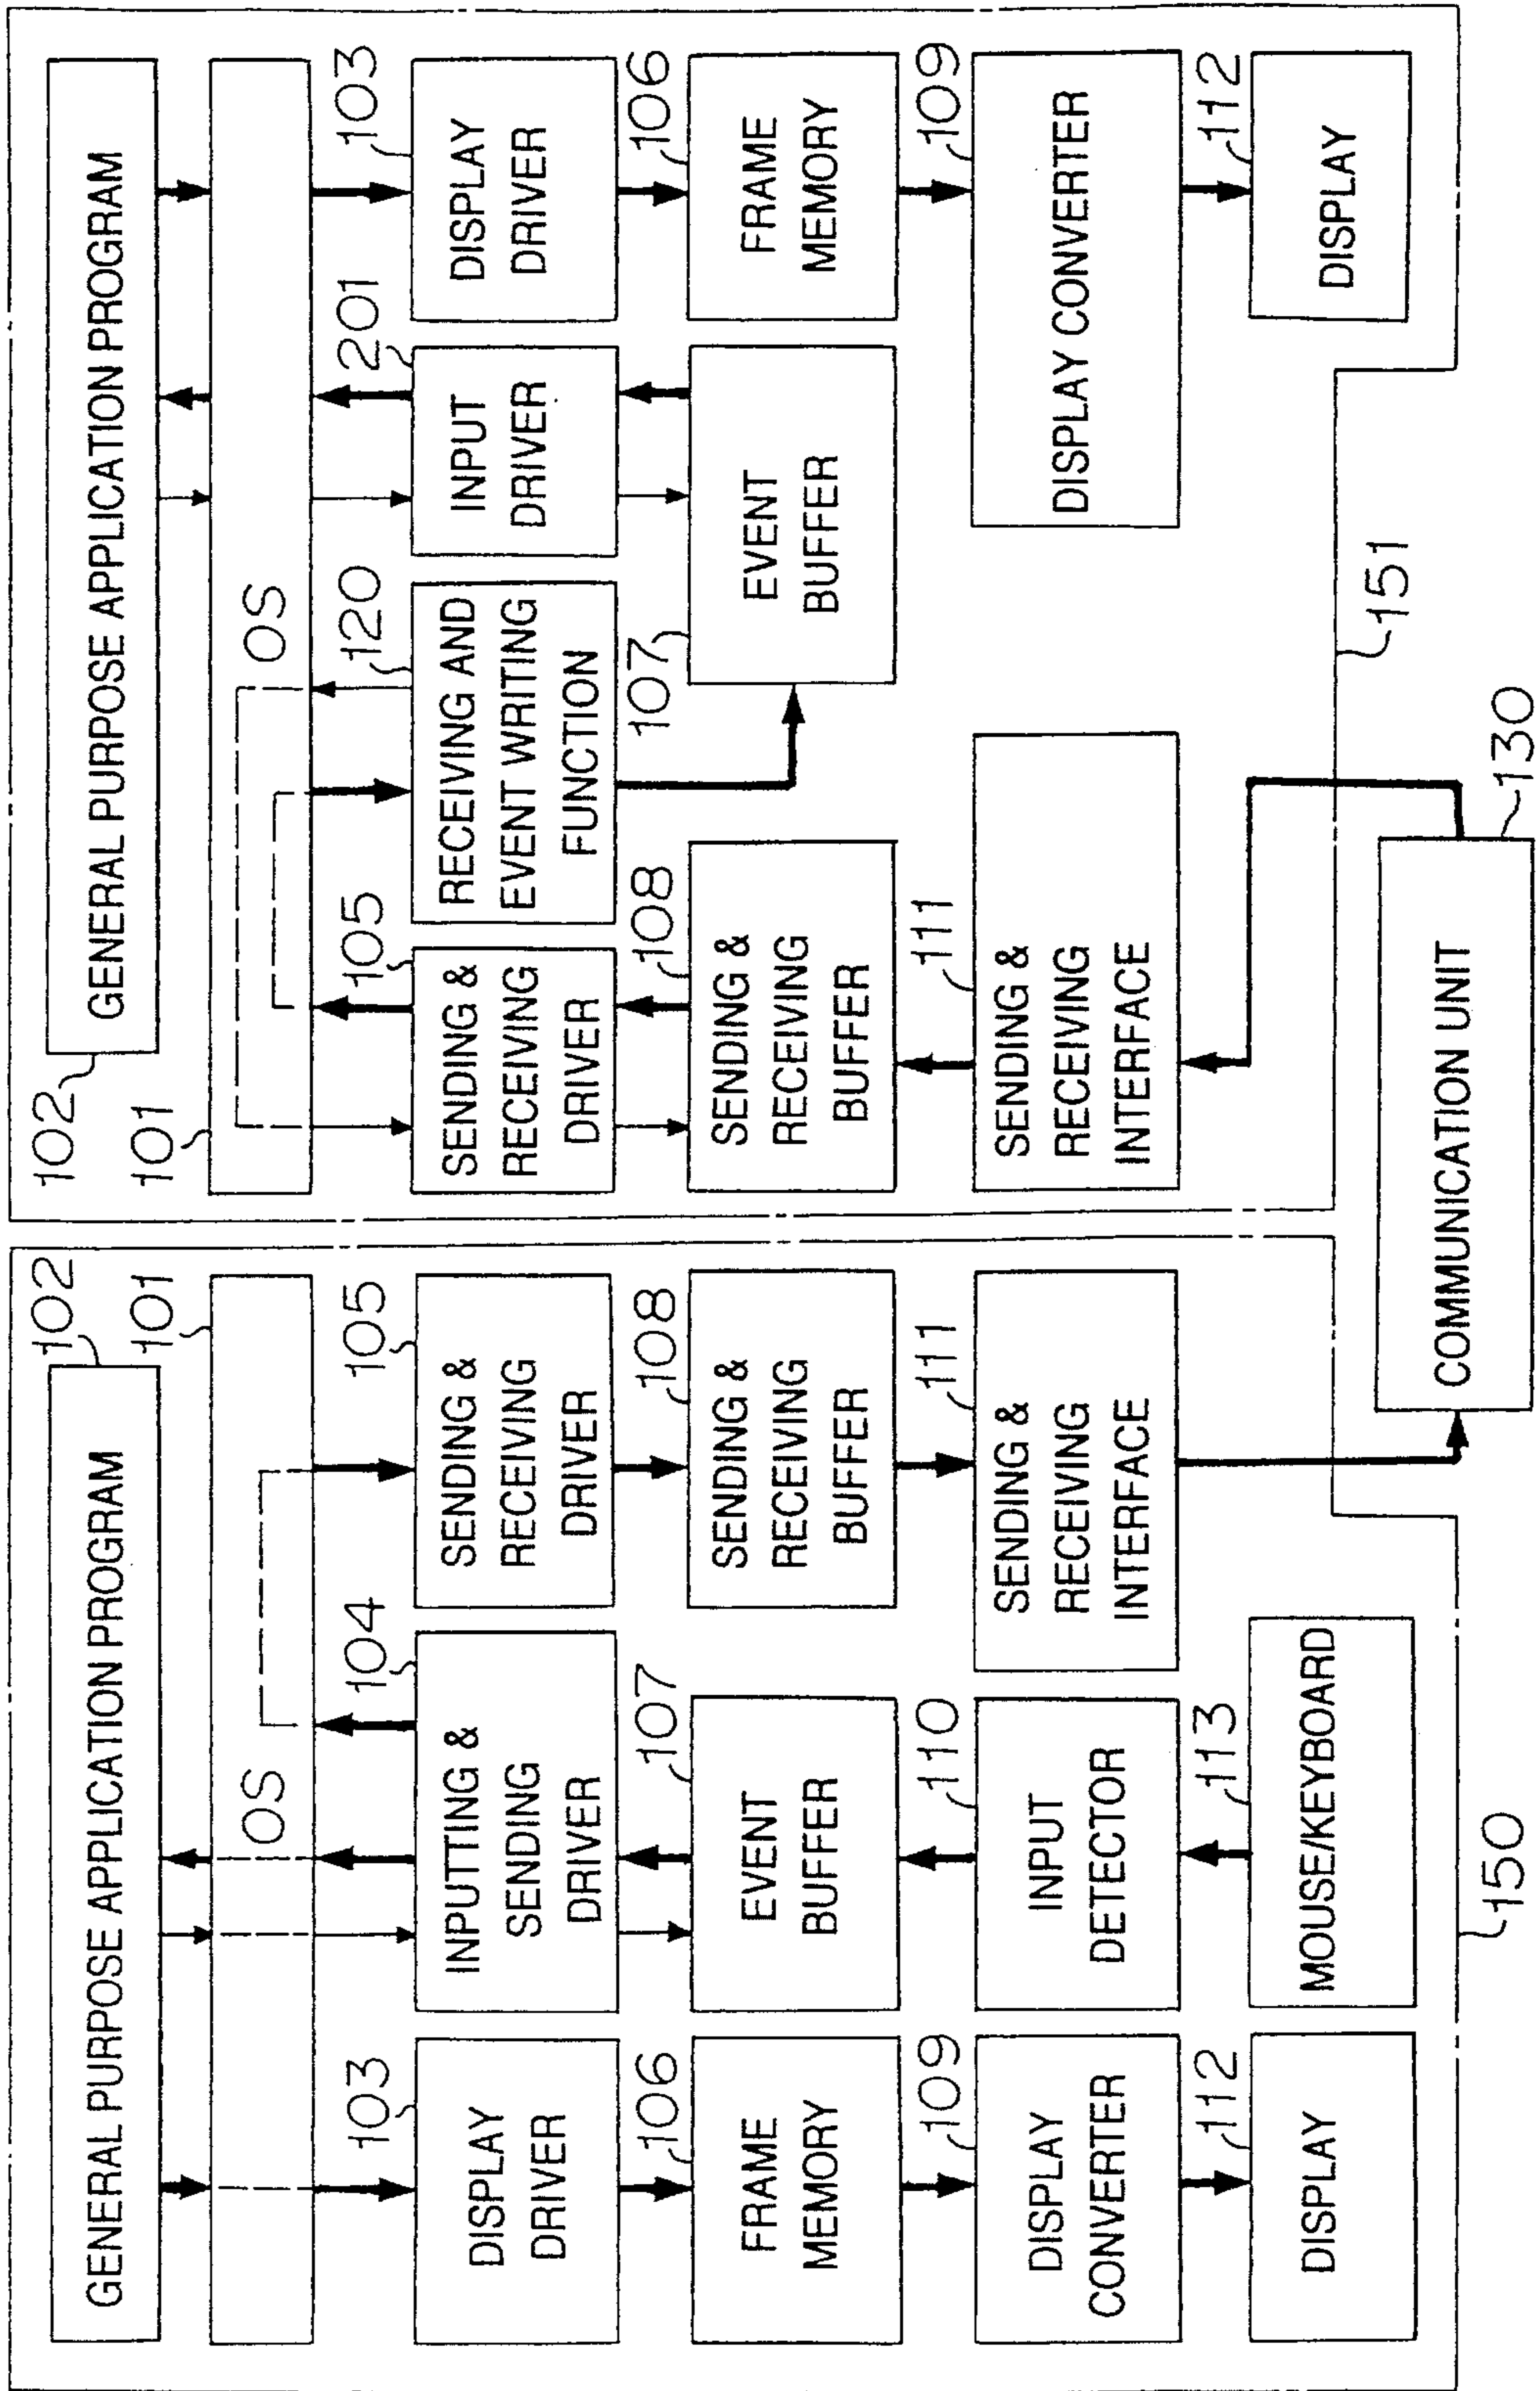 102
GENERAL PURPOSE APPLICATION PROGRAM
101
OS
103
DISPLAY
DRIVER
104
INPUTTING &
SENDING
DRIVER
105
SENDING &
RECEIVING
DRIVER
106
FRAME
MEMORY
107
EVENT
BUFFER
108
SENDING &
RECEIVING
BUFFER
109
DISPLAY
CONVERTER
110
INPUT
DETECTOR
111
SENDING &
RECEIVING
INTERFACE
112
DISPLAY
113
MOUSE/KEYBOARD
150
COMMUNICATION UNIT
130
102
GENERAL PURPOSE APPLICATION PROGRAM
101
OS
105
SENDING &
RECEIVING
DRIVER
120
RECEIVING AND
EVENT WRITING
FUNCTION
201
INPUT
DRIVER
103
DISPLAY
DRIVER
108
SENDING &
RECEIVING
BUFFER
107
EVENT
BUFFER
106
FRAME
MEMORY
111
SENDING &
RECEIVING
INTERFACE
109
DISPLAY CONVERTER
112
DISPLAY
151